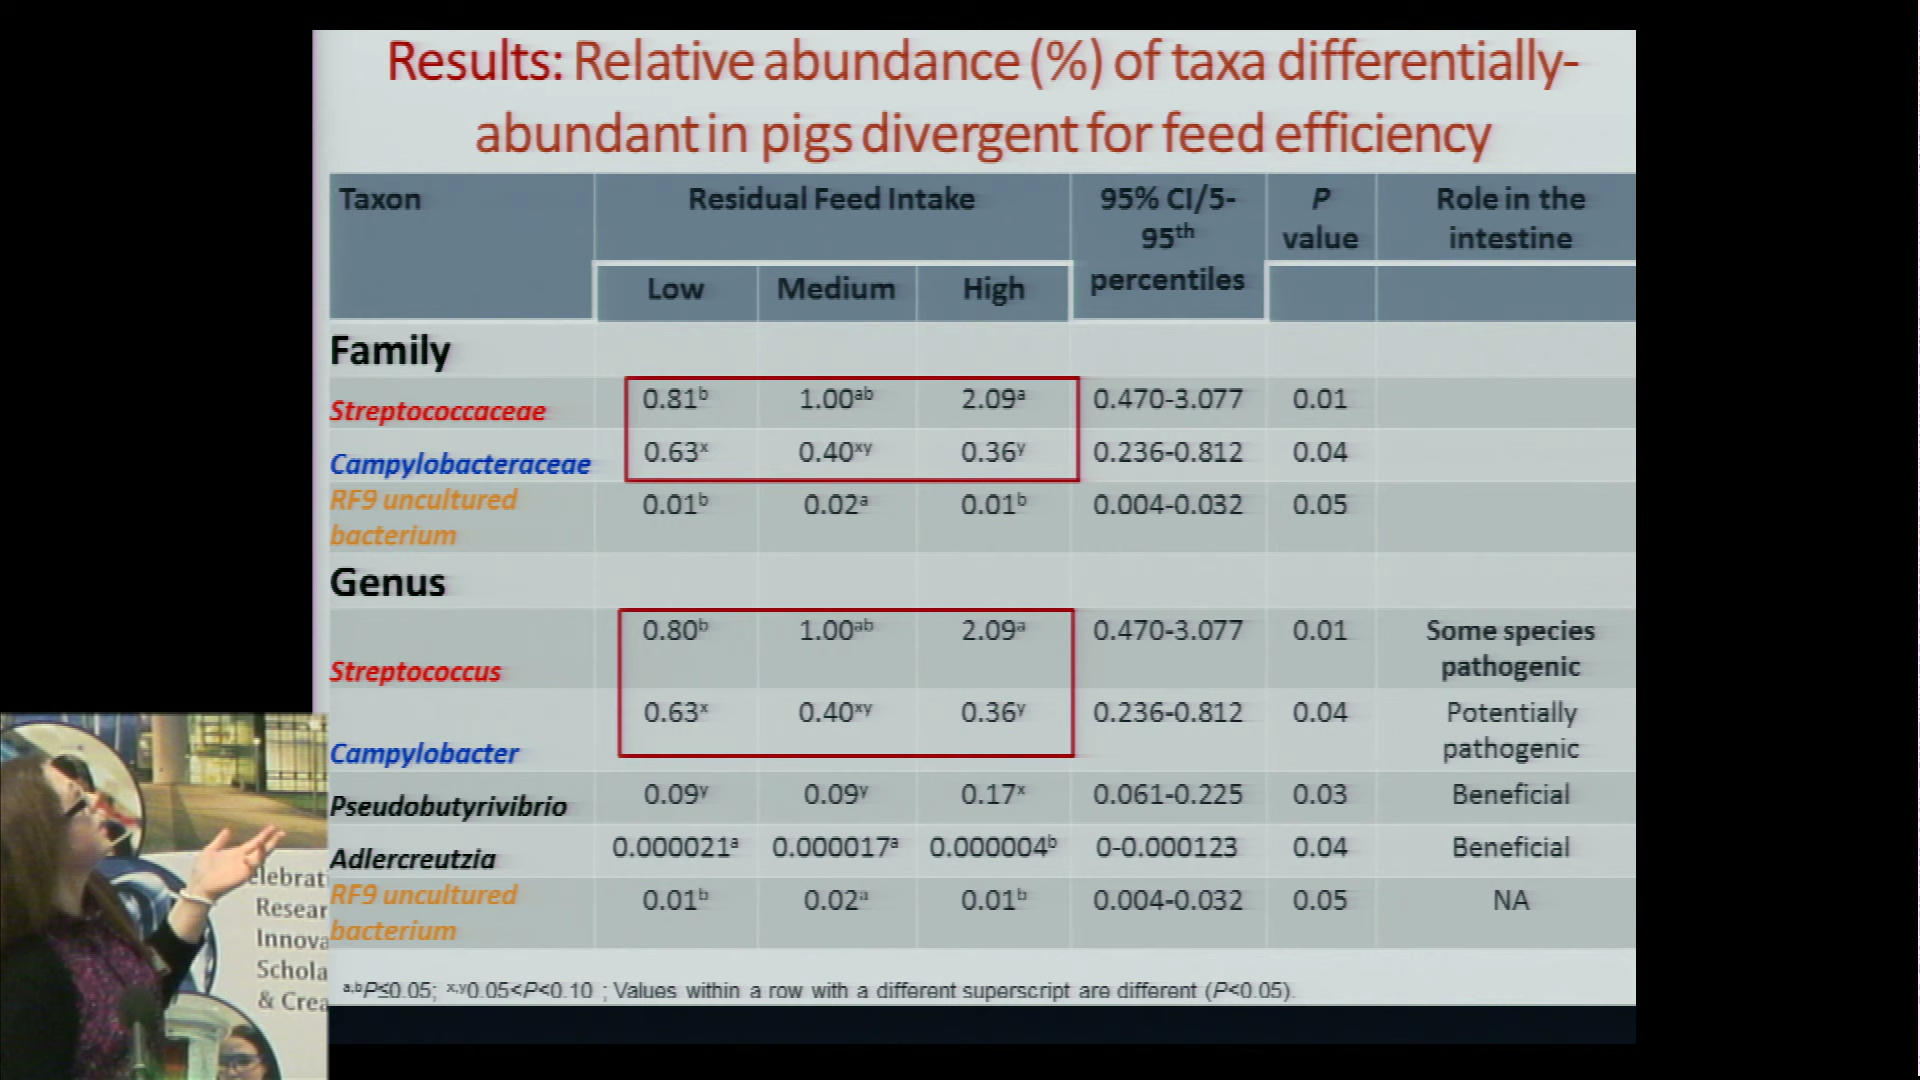 Results: Relative abundance (%) of taxa differentially-
abundant in pigs divergent for feed efficiency
Taxon Residual Feed Intake 95% CI/5- P Role in the
95th value intestine
Low Medium High percentiles
Family
Streptococcaceae 0.81b 1.00ab 2.09a 0.470-3.077 0.01
Campylobacteraceae 0.63x 0.40xy 0.36y 0.236-0.812 0.04
RF9 uncultured 0.01b 0.02a 0.01b 0.004-0.032 0.05
bacterium
Genus
0.80b 1.00ab 2.09a 0.470-3.077 0.01 Some species
Streptococcus pathogenic
0.63x 0.40xy 0.36y 0.236-0.812 0.04 Potentially
Campylobacter pathogenic
Pseudobutyrivibrio 0.09y 0.09y 0.17x 0.061-0.225 0.03 Beneficial
Adlercreutzia 0.000021a 0.000017a 0.000004b 0-0.000123 0.04 Beneficial
RF9 uncultured 0.01b 0.02a 0.01b 0.004-0.032 0.05 NA
bacterium
a,bP≤0.05; x,y0.05<P<0.10 ; Values within a row with a different superscript are different (P<0.05).
elebrat
Resear
Innova
Schola
& Crea